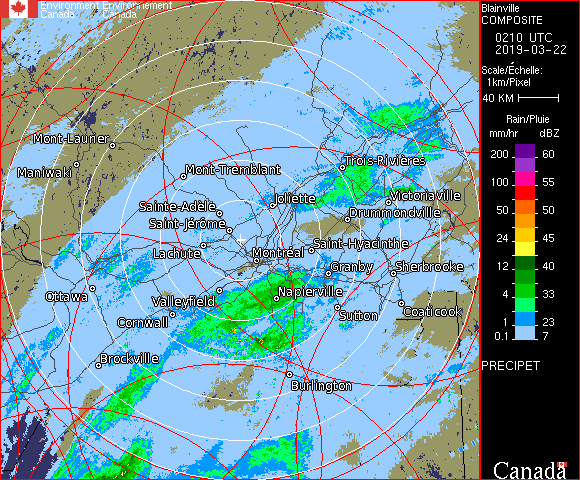 Environment Environnement
Canada Canada
Blainville
COMPOSITE
0210 UTC
2019-03-22
Scale/Échelle:
1km/Pixel
40 KM
Rain/Pluie
mm/hr dBZ
200 60
100 55
50 50
24 45
12 40
4 33
1 23
0.1 7
PRECIPET
Canada
Mont-Laurier
Maniwaki
Mont-Tremblant
Trois-Rivières
Sainte-Adèle
Joliette
Victoriaville
Drummondville
Saint-Jérôme
Lachute
Montréal
Saint-Hyacinthe
Granby
Sherbrooke
Ottawa
Valleyfield
Napierville
Cornwall
Sutton
Coaticook
Brockville
Burlington